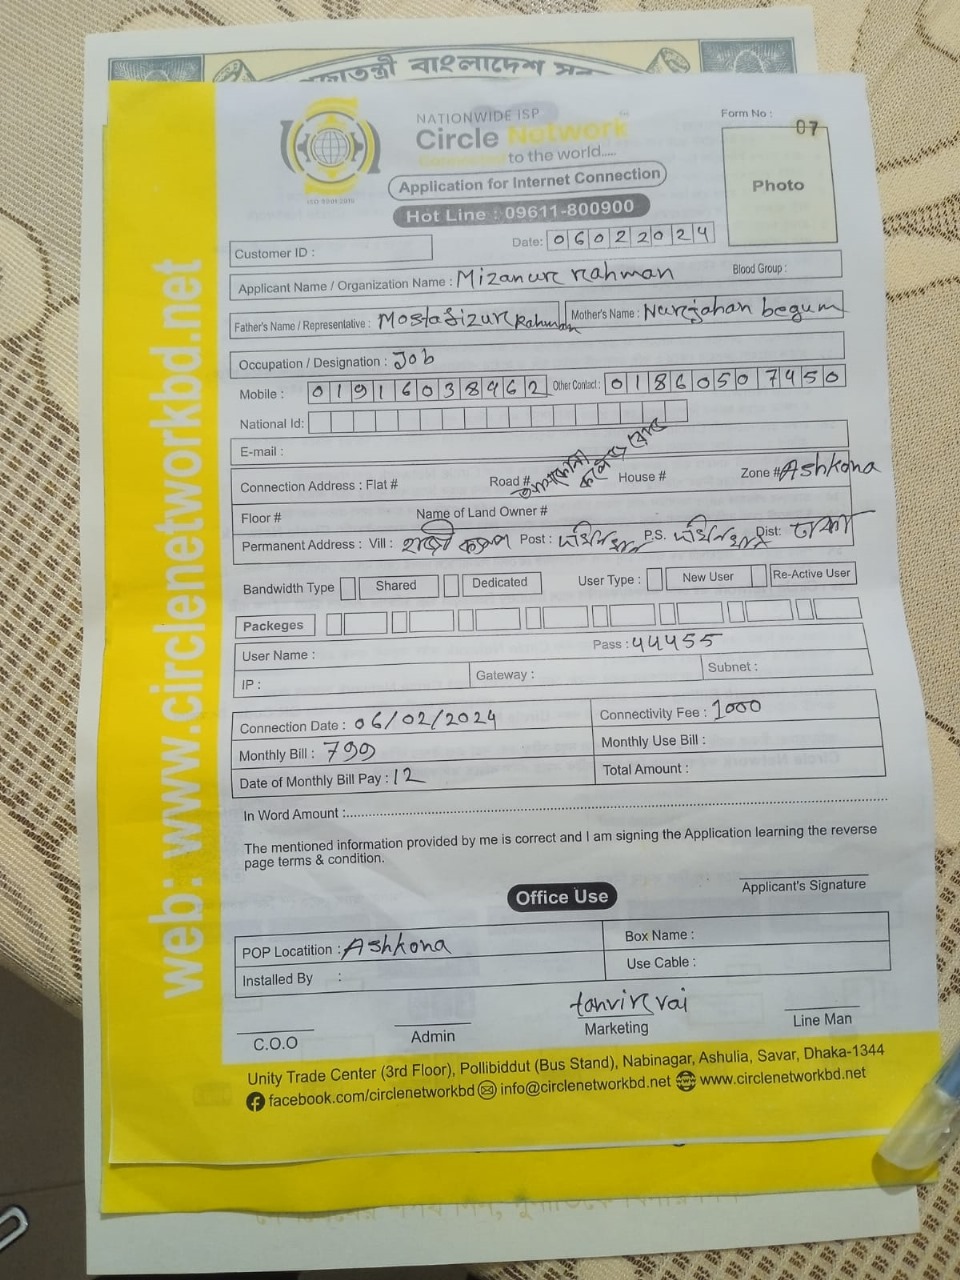 প্রজাতন্ত্রী বাংলাদেশ
NATIONWIDE ISP
Circle Network
Connected to the world.....
ISO 9001:2015
Application for Internet Connection
Hot Line : 09611-800900
Form No :
07
Photo
Date: 06022024
Customer ID :
Applicant Name / Organization Name : Mizanur rahman Blood Group :
Father's Name / Representative : Mostafizur Rahman Mother's Name : Nurjahan begum
Occupation / Designation : Job
Mobile : 01916038462 Other Contact : 01860507450
National Id:
E-mail :
Connection Address : Flat # Road # House # Zone # Ashkona
Floor # Name of Land Owner #
Permanent Address : Vill : Post : P.S. Dist: ঢাকা
Bandwidth Type Shared Dedicated User Type : New User Re-Active User
Packeges
User Name : Pass : 44455
IP : Gateway : Subnet :
Connection Date : 06/02/2024 Connectivity Fee : 1000
Monthly Bill : 799 Monthly Use Bill :
Date of Monthly Bill Pay : 12 Total Amount :
In Word Amount :
The mentioned information provided by me is correct and I am signing the Application learning the reverse
page terms & condition.
Applicant's Signature
Office Use
POP Locatition : Ashkona Box Name :
Installed By : Use Cable :
tanvir vai
C.O.O Admin Marketing Line Man
Unity Trade Center (3rd Floor), Pollibiddut (Bus Stand), Nabinagar, Ashulia, Savar, Dhaka-1344
facebook.com/circlenetworkbd info@circlenetworkbd.net www.circlenetworkbd.net
web: www.circlenetworkbd.net